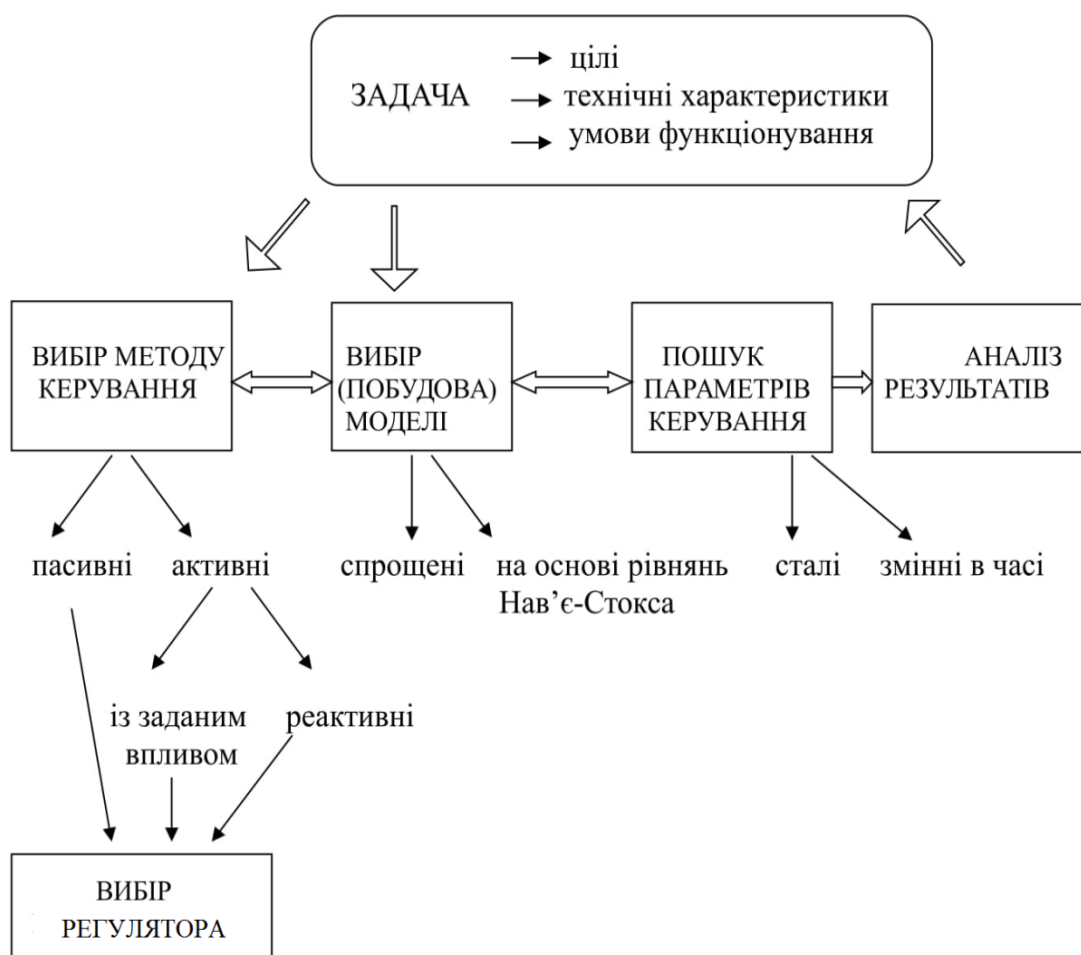 ЗАДАЧА
цілі
технічні характеристики
умови функціонування
ВИБІР МЕТОДУ
КЕРУВАННЯ
ВИБІР
(ПОБУДОВА)
МОДЕЛІ
ПОШУК
ПАРАМЕТРІВ
КЕРУВАННЯ
АНАЛІЗ
РЕЗУЛЬТАТІВ
пасивні
активні
спрощені
на основі рівнянь
Нав’є-Стокса
сталі
змінні в часі
із заданим
впливом
реактивні
ВИБІР
РЕГУЛЯТОРА